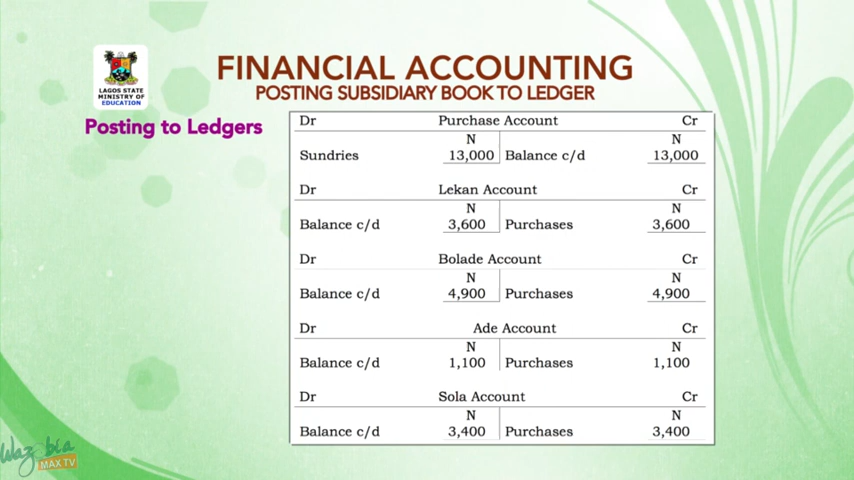 LAGOS STATE
MINISTRY OF
EDUCATION
FINANCIAL ACCOUNTING
POSTING SUBSIDIARY BOOK TO LEDGER
Posting to Ledgers
Dr Purchase Account Cr
N N
Sundries 13,000 Balance c/d 13,000
Dr Lekan Account Cr
N N
Balance c/d 3,600 Purchases 3,600
Dr Bolade Account Cr
N N
Balance c/d 4,900 Purchases 4,900
Dr Ade Account Cr
N N
Balance c/d 1,100 Purchases 1,100
Dr Sola Account Cr
N N
Balance c/d 3,400 Purchases 3,400
Wazobia
MAX TV